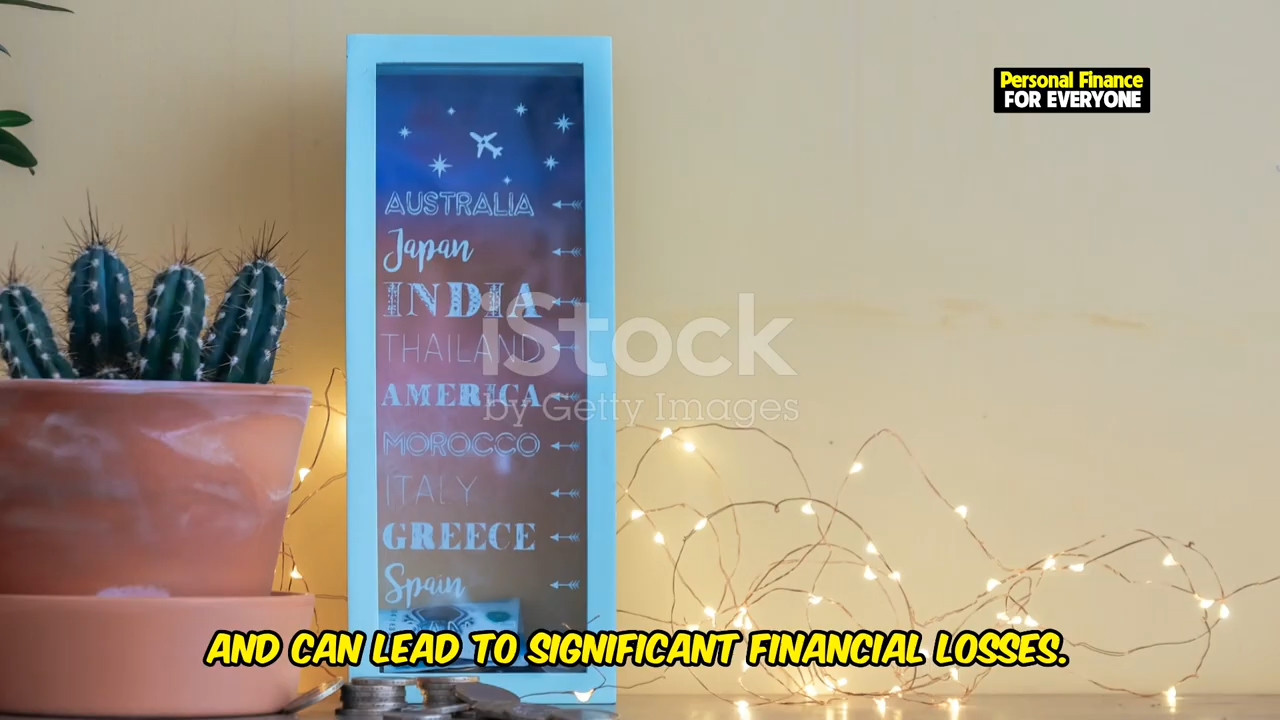 Personal Finance
FOR EVERYONE
AUSTRALIA
Japan
INDIA
THAILAND
AMERICA
MOROCCO
ITALY
GREECE
Spain
iStock
by Getty Images
AND CAN LEAD TO SIGNIFICANT FINANCIAL LOSSES.